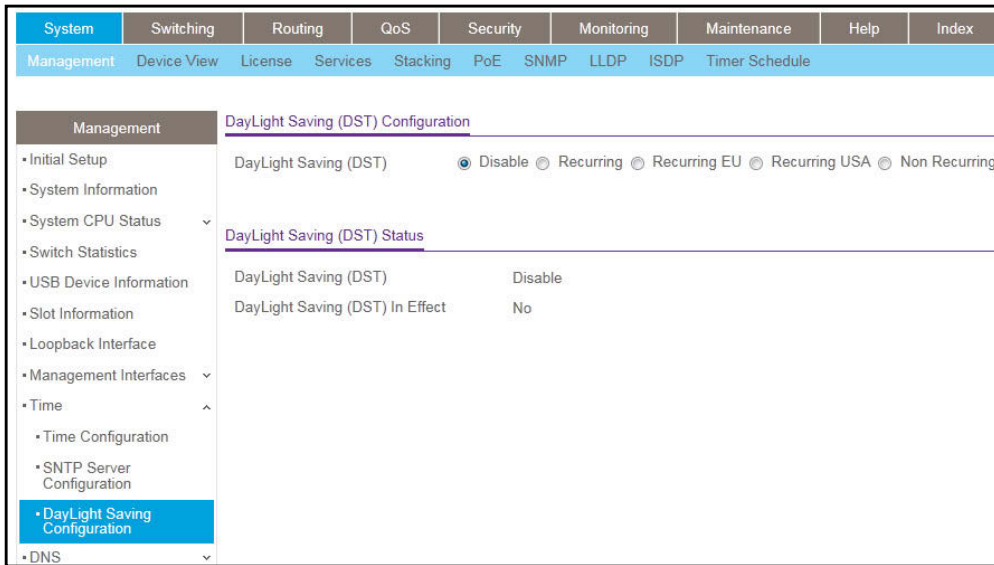 System Switching Routing QoS Security Monitoring Maintenance Help Index
Management Device View License Services Stacking PoE SNMP LLDP ISDP Timer Schedule
Management
Initial Setup
System Information
System CPU Status
Switch Statistics
USB Device Information
Slot Information
Loopback Interface
Management Interfaces
Time
Time Configuration
SNTP Server
Configuration
DayLight Saving
Configuration
DNS
DayLight Saving (DST) Configuration
DayLight Saving (DST) Disable Recurring Recurring EU Recurring USA Non Recurring
DayLight Saving (DST) Status
DayLight Saving (DST) Disable
DayLight Saving (DST) In Effect No